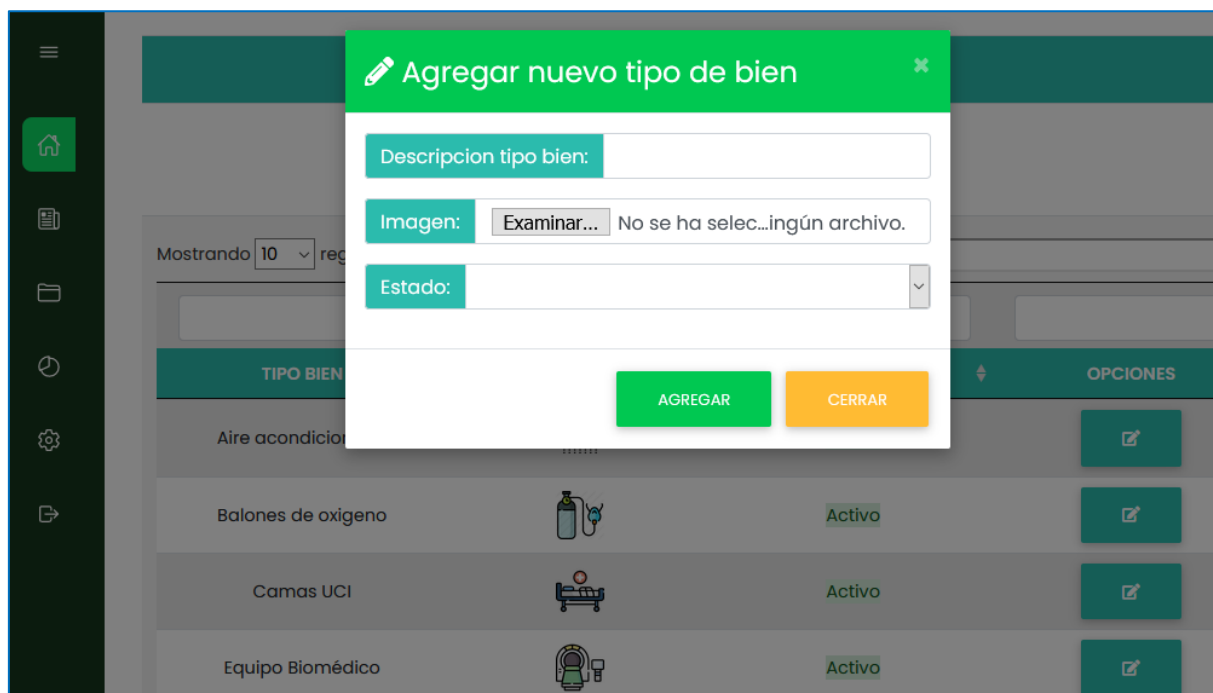 Agregar nuevo tipo de bien
Descripcion tipo bien:
Imagen: Examinar... No se ha selec...ingún archivo.
Mostrando 10 reg
Estado:
TIPO BIEN OPCIONES
AGREGAR CERRAR
Aire acondicion
Balones de oxigeno Activo
Camas UCI Activo
Equipo Biomédico Activo